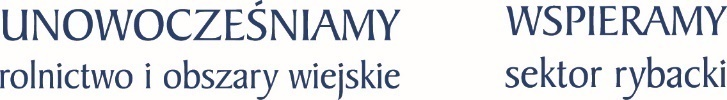 UNOWOCZEŚNIAMY
rolnictwo i obszary wiejskie
WSPIERAMY
sektor rybacki